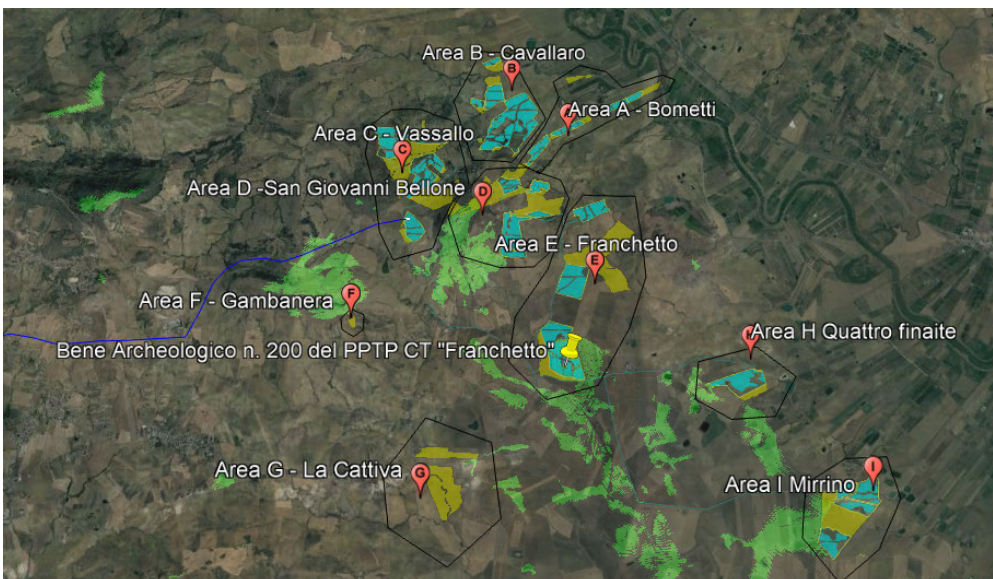 Area B - Cavallaro
B
Area A - Bometti
Area C - Vassallo
C
Area D -San Giovanni Bellone
D
Area E - Franchetto
E
Area F - Gambanera
F
Area H Quattro finaite
Bene Archeologico n. 200 del PPTP CT "Franchetto"
Area G - La Cattiva
G
Area I Mirrino
I